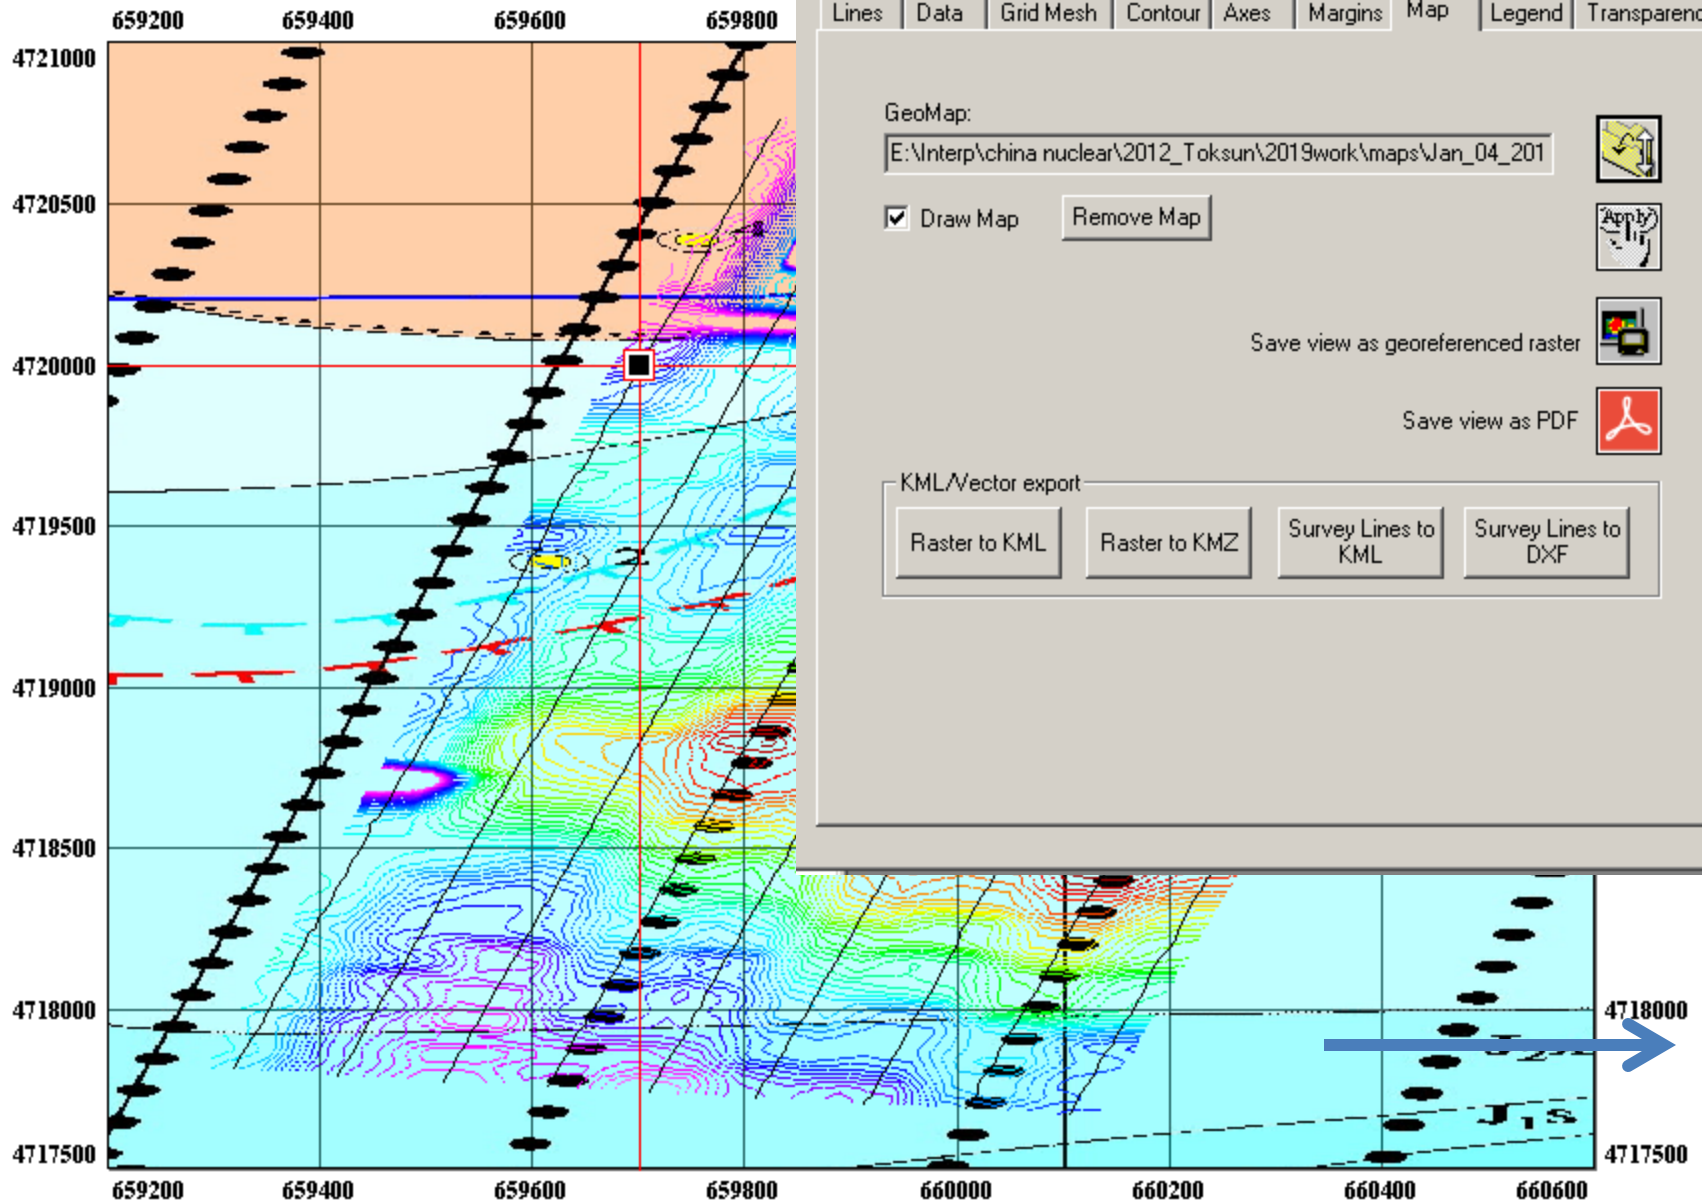 659200 659400 659600 659800
Lines Data Grid Mesh Contour Axes Margins Map Legend Transparenc
4721000
4720500
4720000
4719500
4719000
4718500
4718000
4717500
GeoMap:
E:\Interp\china nuclear\2012_Toksun\2019work\maps\Jan_04_201
Draw Map
Remove Map
Apply
Save view as georeferenced raster
Save view as PDF
KML/Vector export
Raster to KML
Raster to KMZ
Survey Lines to
KML
Survey Lines to
DXF
2
4718000
J1s
4717500
659200 659400 659600 659800 660000 660200 660400 660600